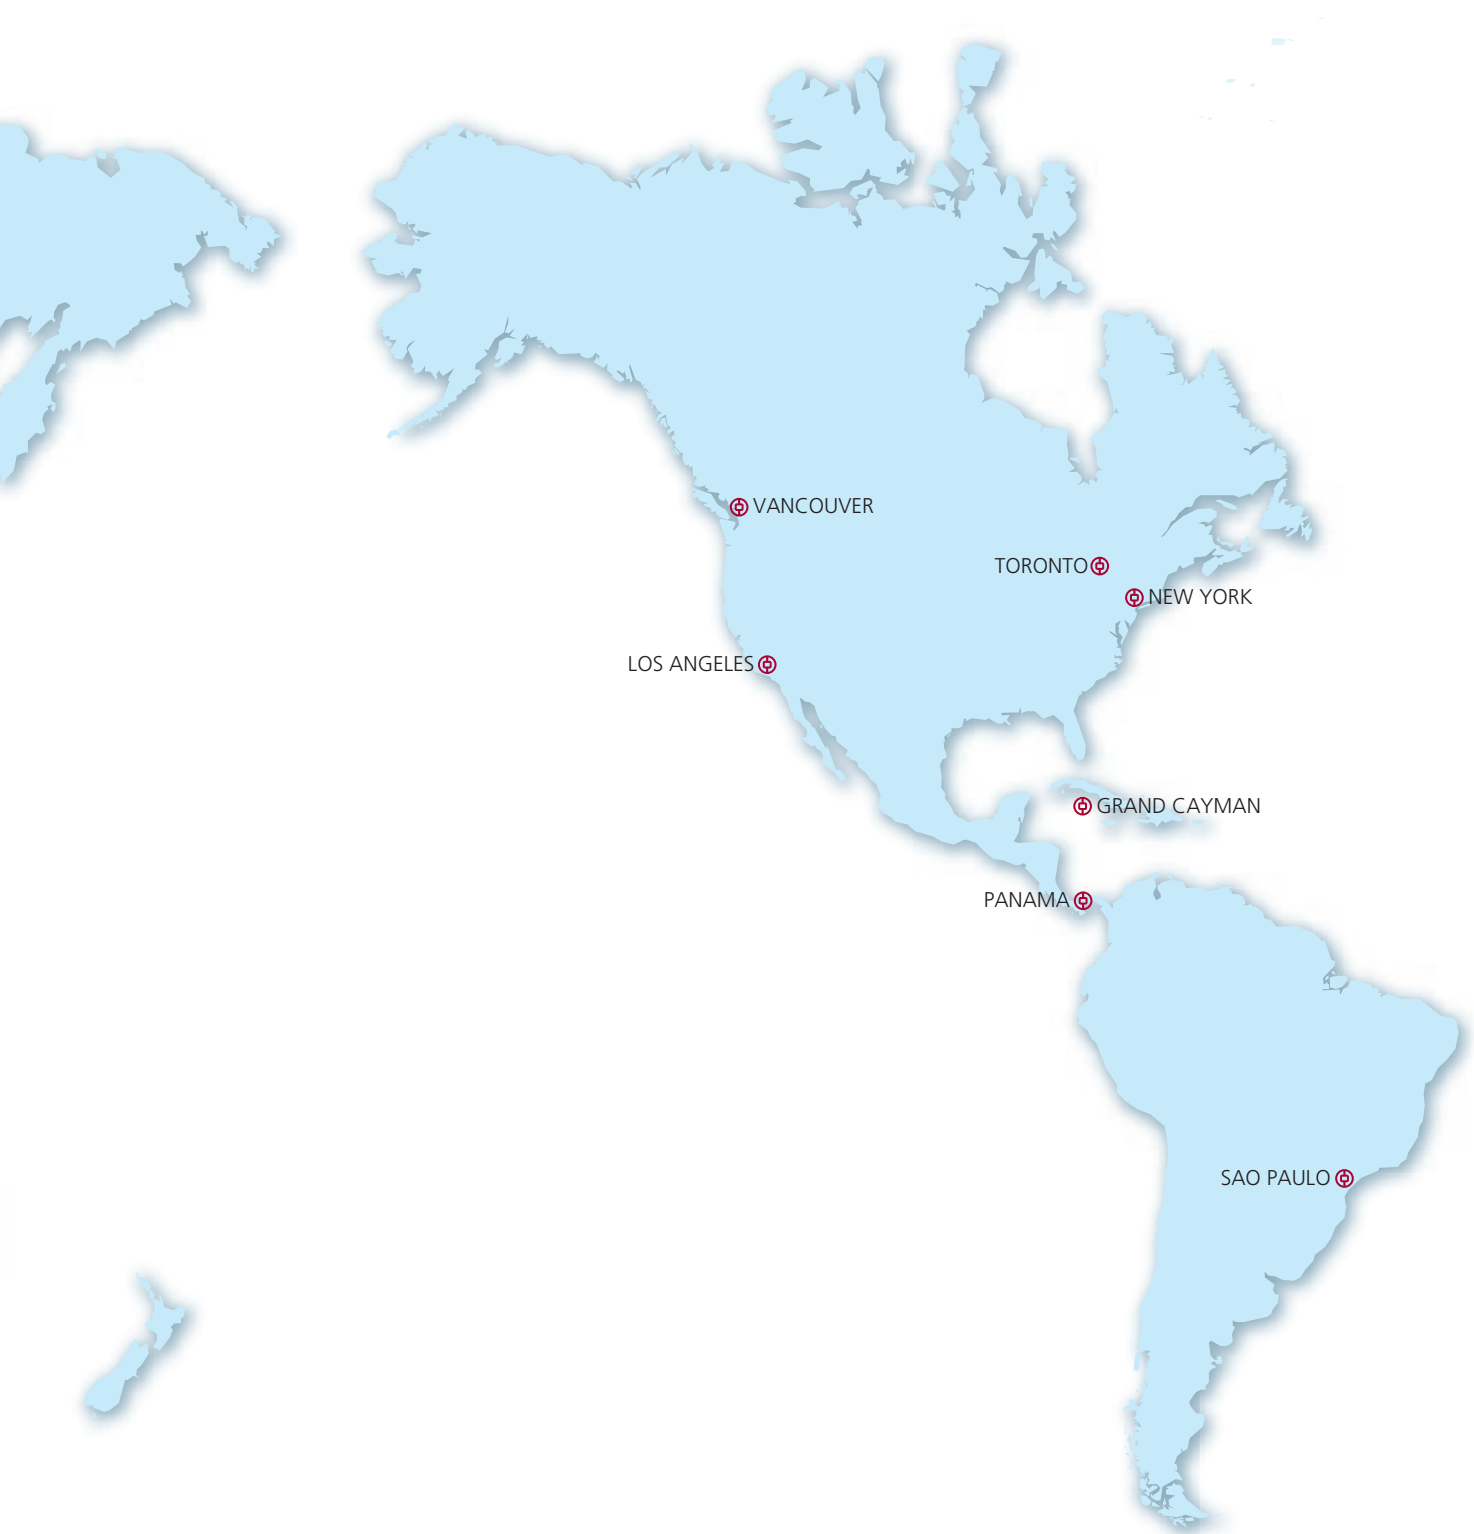 VANCOUVER
TORONTO
NEW YORK
LOS ANGELES
GRAND CAYMAN
PANAMA
SAO PAULO